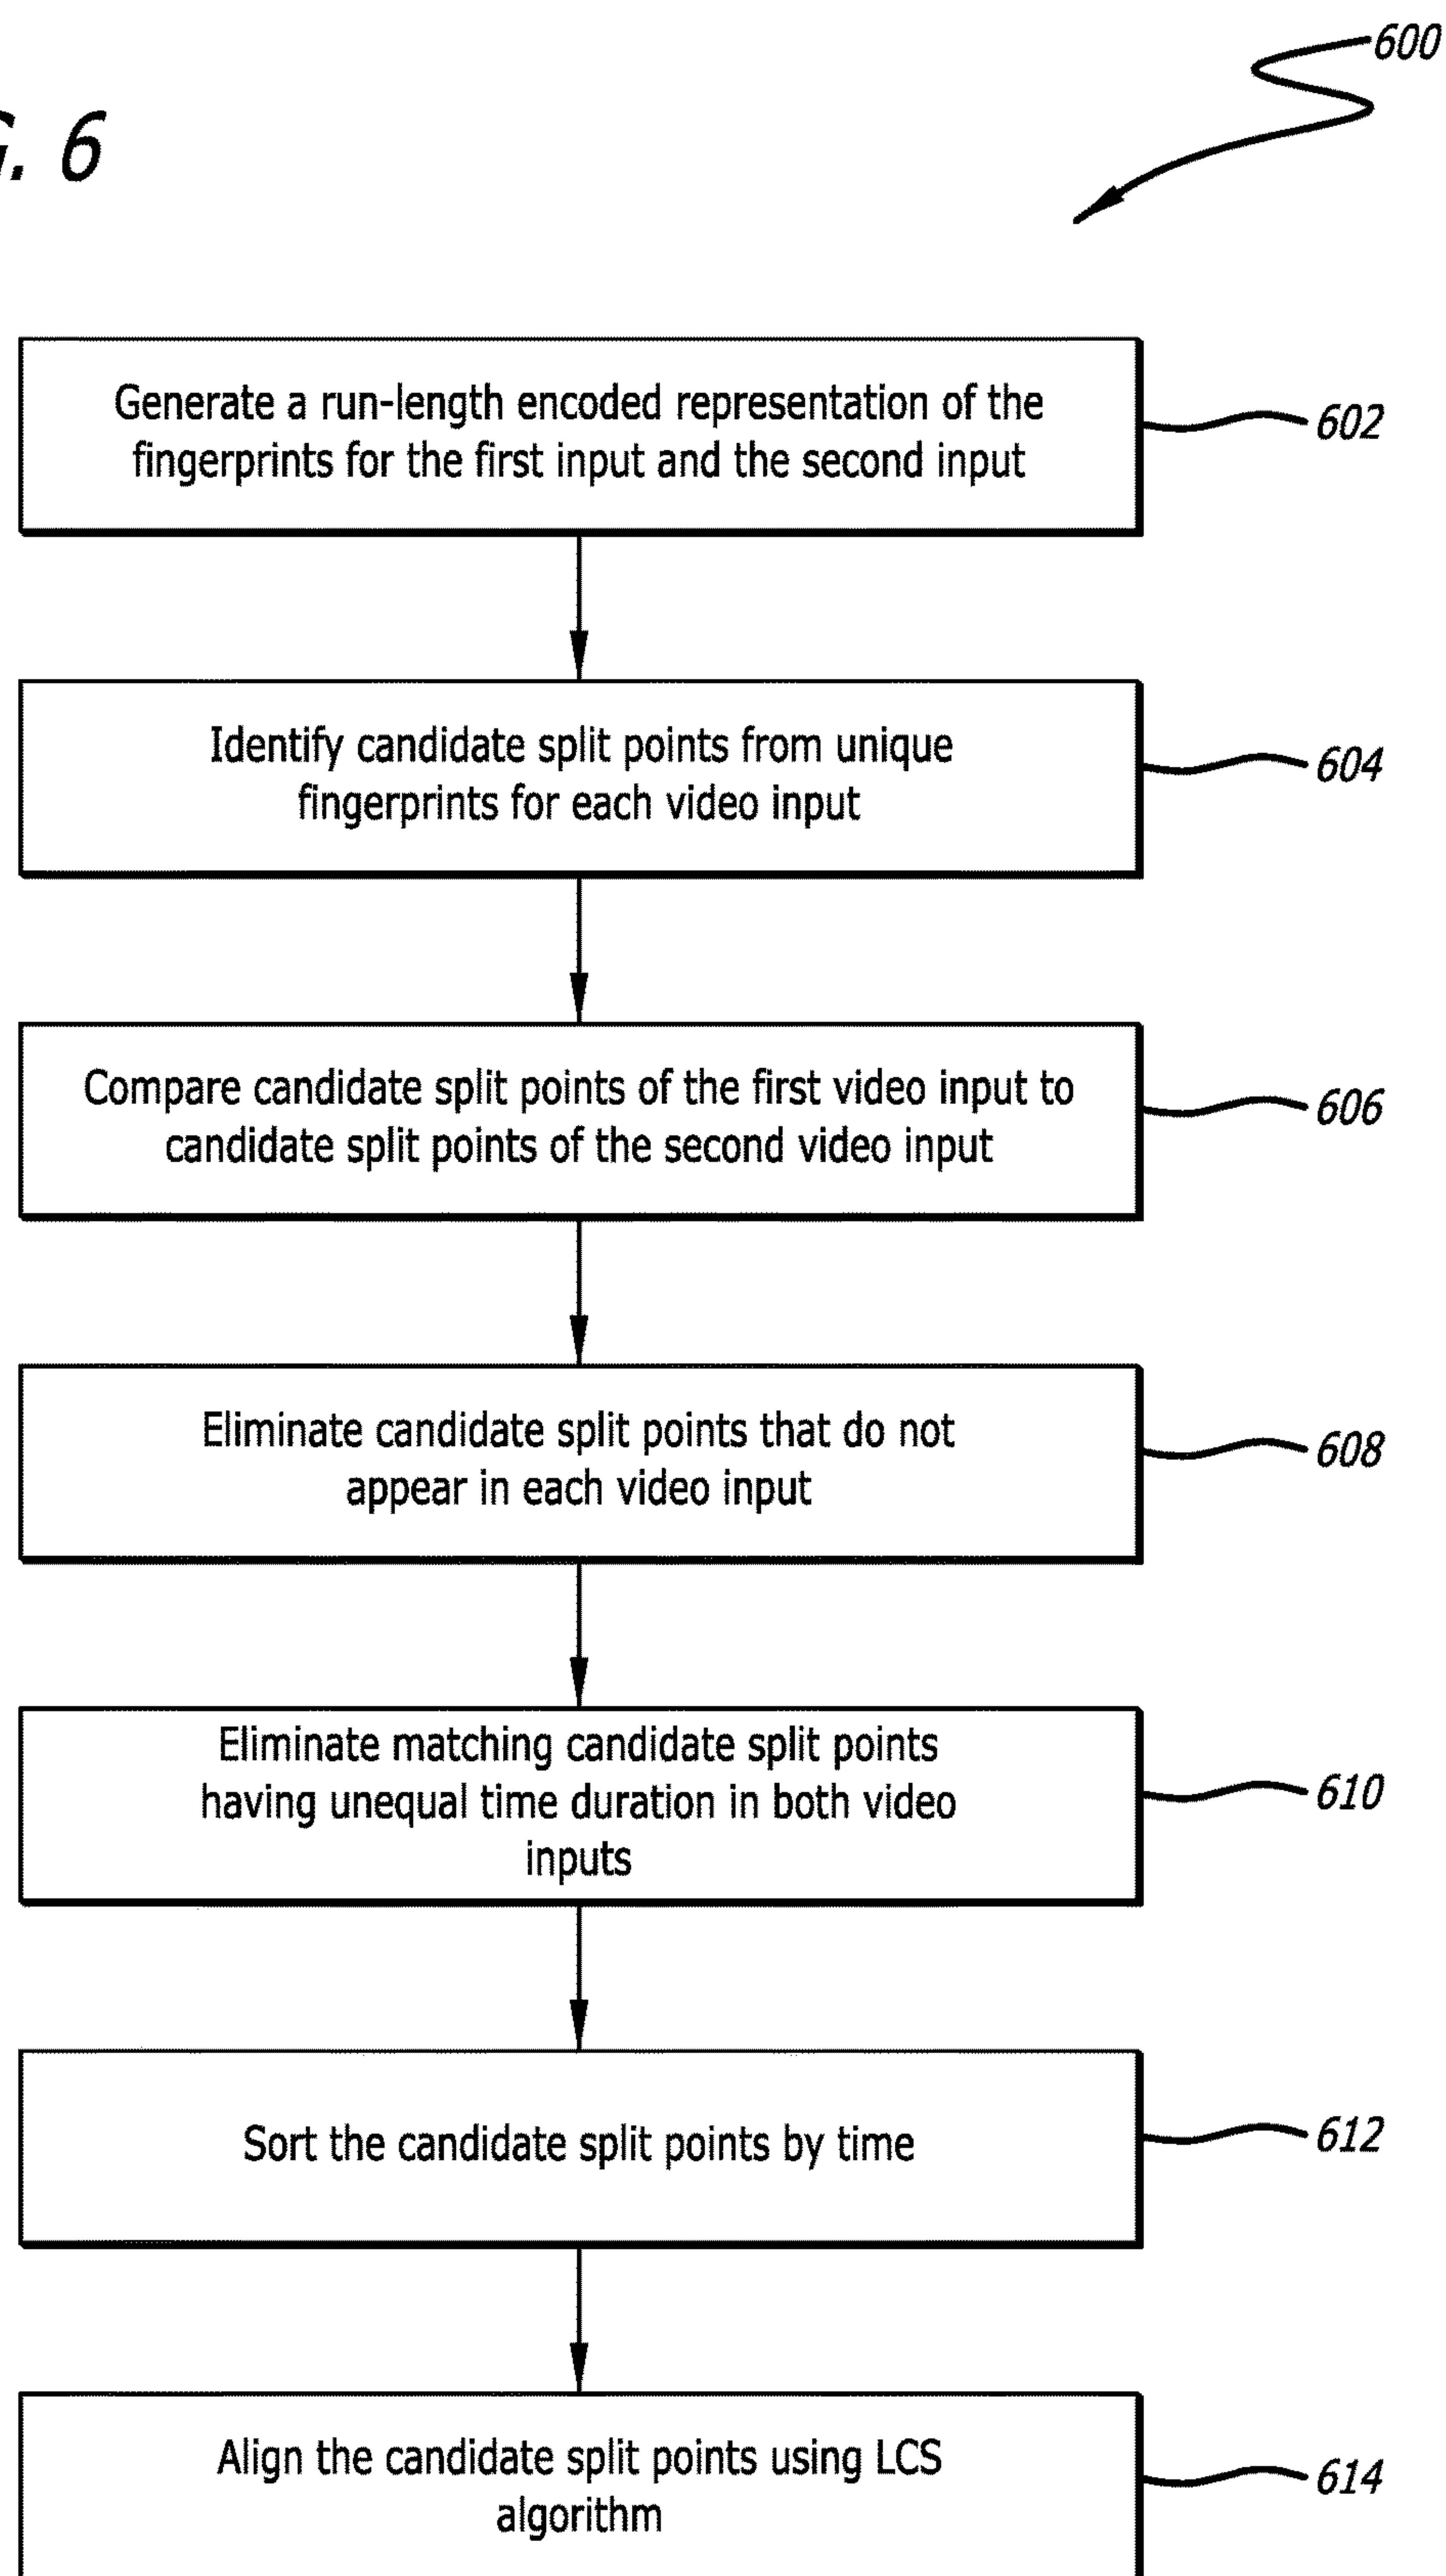 600
G. 6
Generate a run-length encoded representation of the
fingerprints for the first input and the second input
602
Identify candidate split points from unique
fingerprints for each video input
604
Compare candidate split points of the first video input to
candidate split points of the second video input
606
Eliminate candidate split points that do not
appear in each video input
608
Eliminate matching candidate split points
having unequal time duration in both video
inputs
610
Sort the candidate split points by time
612
Align the candidate split points using LCS
algorithm
614